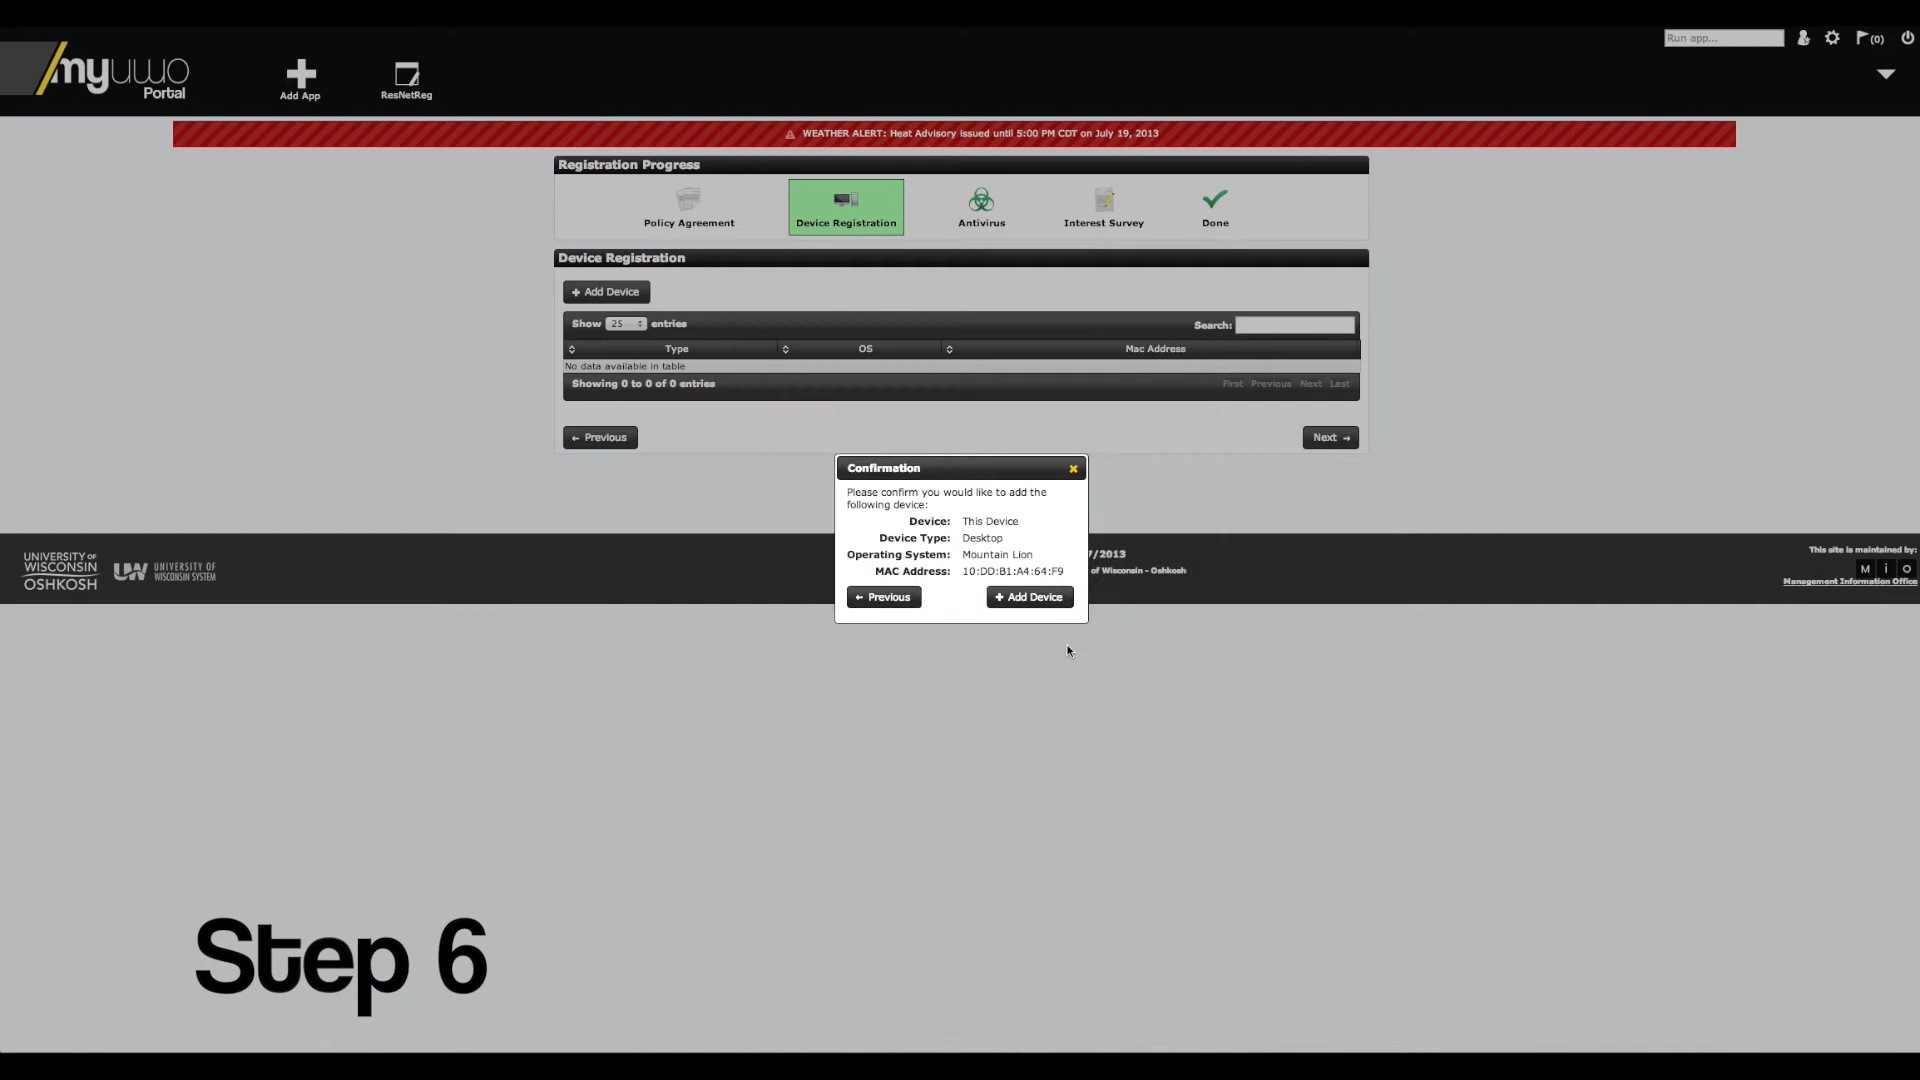 Run app...
(0)
myuwo
Portal
Add App
ResNetReg
WEATHER ALERT: Heat Advisory issued until 5:00 PM CDT on July 19, 2013
Registration Progress
Policy Agreement
Device Registration
Antivirus
Interest Survey
Done
Device Registration
+ Add Device
Show 25 entries
Search:
Type
OS
Mac Address
No data available in table
Showing 0 to 0 of 0 entries
First Previous Next Last
← Previous
Next →
Confirmation
Please confirm you would like to add the
following device:
Device: This Device
Device Type: Desktop
Operating System: Mountain Lion
MAC Address: 10:DD:B1:A4:64:F9
← Previous
+ Add Device
UNIVERSITY OF
WISCONSIN
OSHKOSH
UW
UNIVERSITY OF
WISCONSIN SYSTEM
/2013
of Wisconsin - Oshkosh
This site is maintained by:
M i O
Management Information Office
Step 6